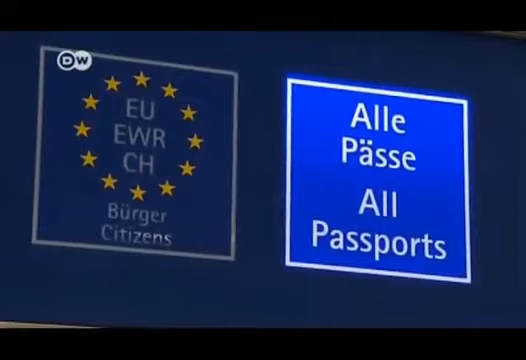 DW
EU
EWR
CH
Bürger
Citizens
Alle
Pässe
All
Passports